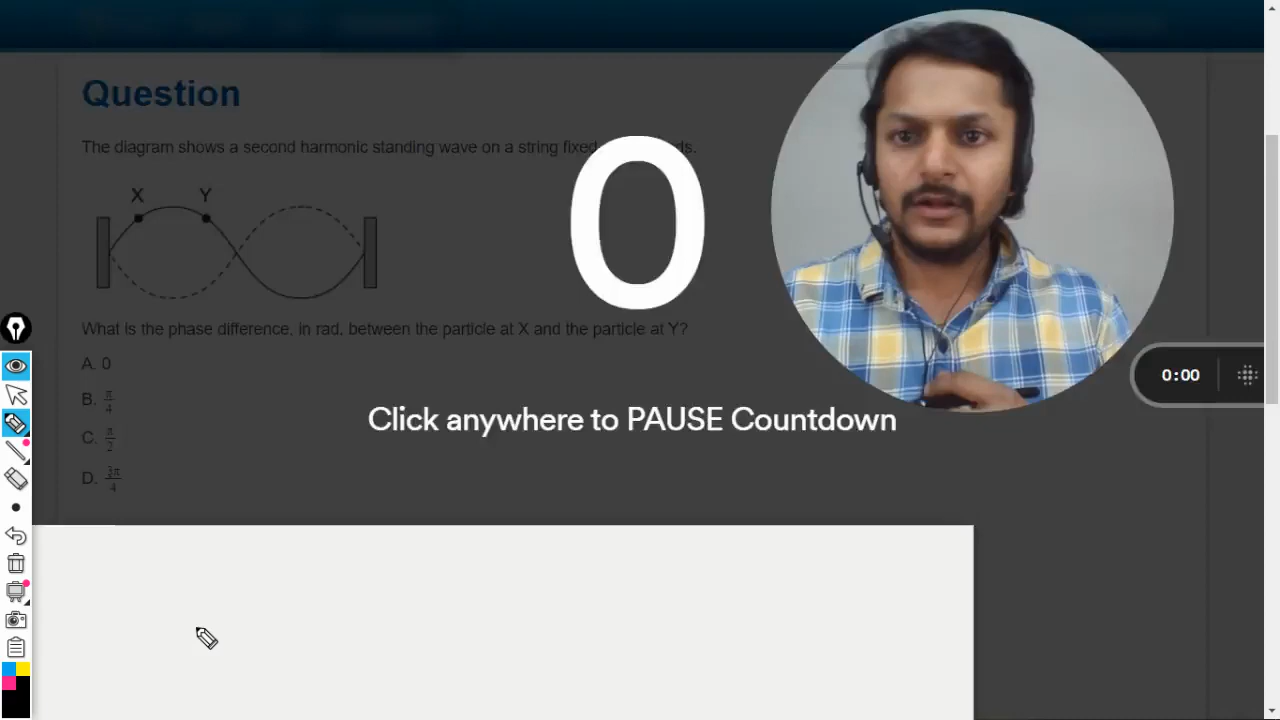 Question
The diagram shows a second harmonic standing wave on a string fixed ds.
X Y
What is the phase difference, in rad, between the particle at X and the particle at Y?
A. 0
B. π/4
C. π/2
D. 3π/4
0
Click anywhere to PAUSE Countdown
0:00